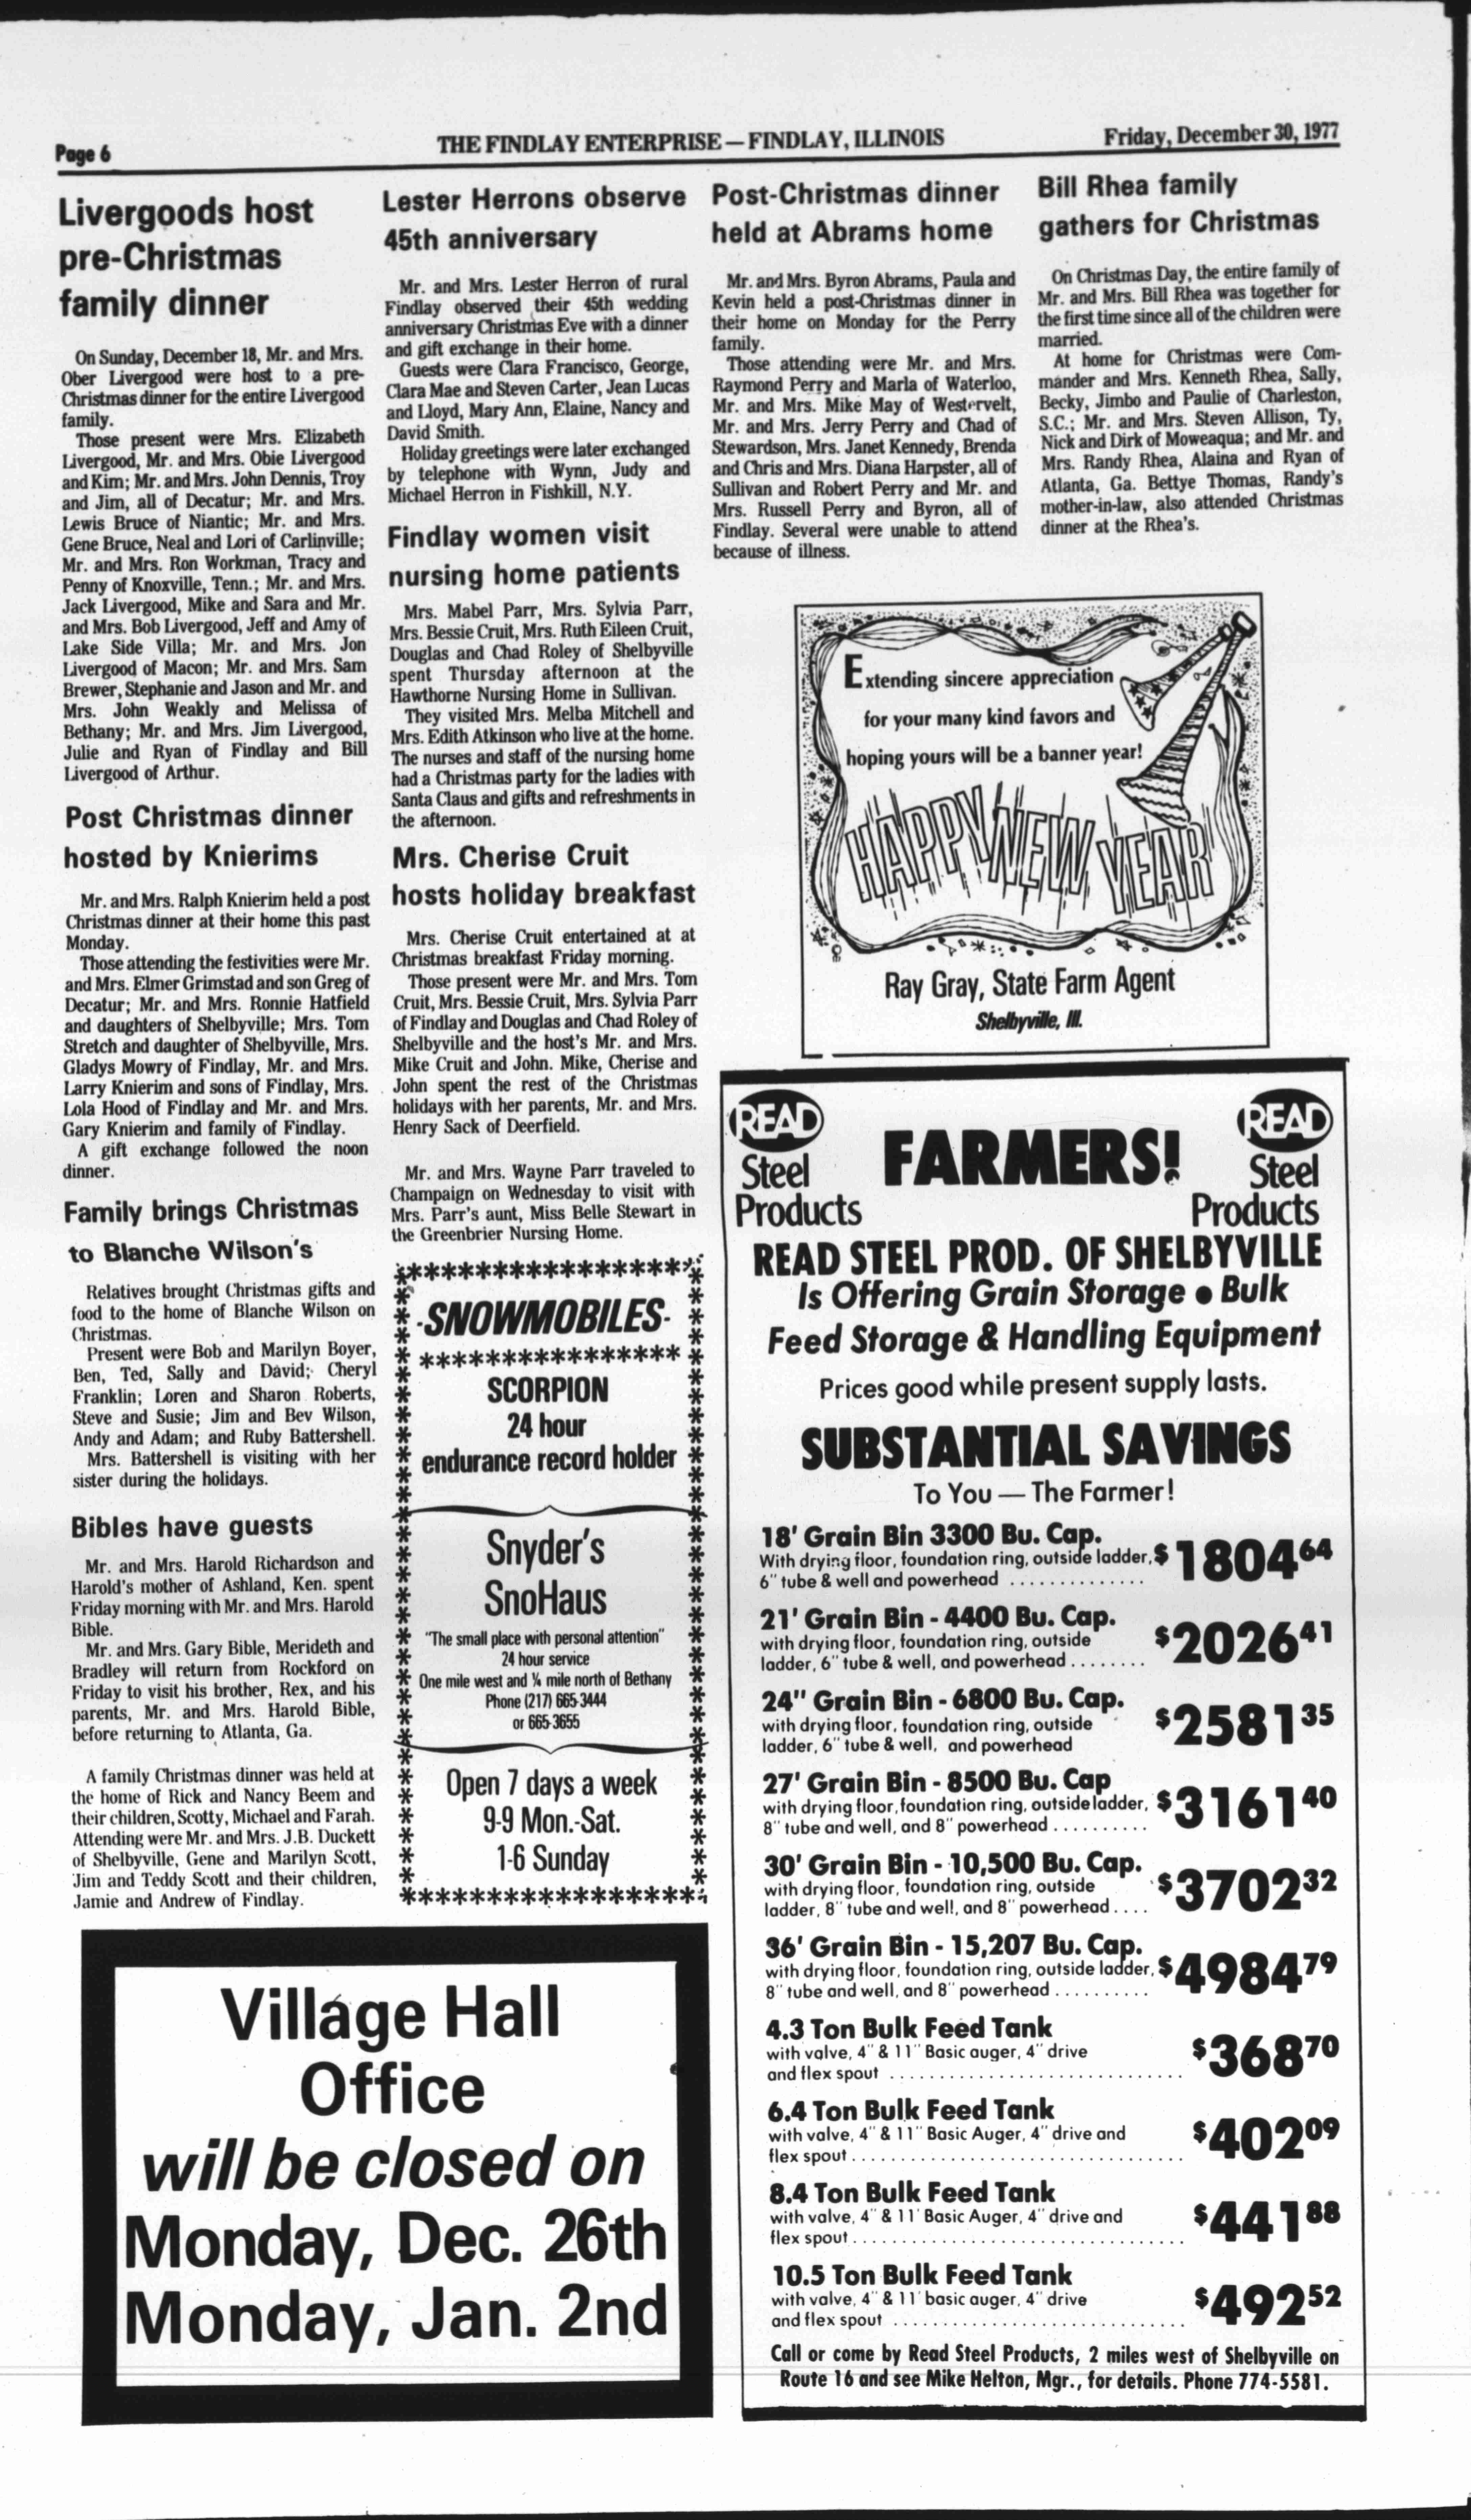 Page 6
THE FINDLAY ENTERPRISE — FINDLAY, ILLINOIS
Friday, December 30, 1977
Livergoods host
pre-Christmas
family dinner
On Sunday, December 18, Mr. and Mrs.
Ober Livergood were host to a pre-
Christmas dinner for the entire Livergood
family.
Those present were Mrs. Elizabeth
Livergood, Mr. and Mrs. Obie Livergood
and Kim; Mr. and Mrs. John Dennis, Troy
and Jim, all of Decatur; Mr. and Mrs.
Lewis Bruce of Niantic; Mr. and Mrs.
Gene Bruce, Neal and Lori of Carlinville;
Mr. and Mrs. Ron Workman, Tracy and
Penny of Knoxville, Tenn.; Mr. and Mrs.
Jack Livergood, Mike and Sara and Mr.
and Mrs. Bob Livergood, Jeff and Amy of
Lake Side Villa; Mr. and Mrs. Jon
Livergood of Macon; Mr. and Mrs. Sam
Brewer, Stephanie and Jason and Mr. and
Mrs. John Weakly and Melissa of
Bethany; Mr. and Mrs. Jim Livergood,
Julie and Ryan of Findlay and Bill
Livergood of Arthur.
Post Christmas dinner
hosted by Knierims
Mr. and Mrs. Ralph Knierim held a post
Christmas dinner at their home this past
Monday.
Those attending the festivities were Mr.
and Mrs. Elmer Grimstad and son Greg of
Decatur; Mr. and Mrs. Ronnie Hatfield
and daughters of Shelbyville; Mrs. Tom
Stretch and daughter of Shelbyville, Mrs.
Gladys Mowry of Findlay, Mr. and Mrs.
Larry Knierim and sons of Findlay, Mrs.
Lola Hood of Findlay and Mr. and Mrs.
Gary Knierim and family of Findlay.
A gift exchange followed the noon
dinner.
Family brings Christmas
to Blanche Wilson's
Relatives brought Christmas gifts and
food to the home of Blanche Wilson on
Christmas.
Present were Bob and Marilyn Boyer,
Ben, Ted, Sally and David; Cheryl
Franklin; Loren and Sharon Roberts,
Steve and Susie; Jim and Bev Wilson,
Andy and Adam; and Ruby Battershell.
Mrs. Battershell is visiting with her
sister during the holidays.
Bibles have guests
Mr. and Mrs. Harold Richardson and
Harold's mother of Ashland, Ken. spent
Friday morning with Mr. and Mrs. Harold
Bible.
Mr. and Mrs. Gary Bible, Merideth and
Bradley will return from Rockford on
Friday to visit his brother, Rex, and his
parents, Mr. and Mrs. Harold Bible,
before returning to Atlanta, Ga.
A family Christmas dinner was held at
the home of Rick and Nancy Beem and
their children, Scotty, Michael and Farah.
Attending were Mr. and Mrs. J.B. Duckett
of Shelbyville, Gene and Marilyn Scott,
Jim and Teddy Scott and their children,
Jamie and Andrew of Findlay.
Lester Herrons observe
45th anniversary
Mr. and Mrs. Lester Herron of rural
Findlay observed their 45th wedding
anniversary Christmas Eve with a dinner
and gift exchange in their home.
Guests were Clara Francisco, George,
Clara Mae and Steven Carter, Jean Lucas
and Lloyd, Mary Ann, Elaine, Nancy and
David Smith.
Holiday greetings were later exchanged
by telephone with Wynn, Judy and
Michael Herron in Fishkill, N.Y.
Findlay women visit
nursing home patients
Mrs. Mabel Parr, Mrs. Sylvia Parr,
Mrs. Bessie Cruit, Mrs. Ruth Eileen Cruit,
Douglas and Chad Roley of Shelbyville
spent Thursday afternoon at the
Hawthorne Nursing Home in Sullivan.
They visited Mrs. Melba Mitchell and
Mrs. Edith Atkinson who live at the home.
The nurses and staff of the nursing home
had a Christmas party for the ladies with
Santa Claus and gifts and refreshments in
the afternoon.
Mrs. Cherise Cruit
hosts holiday breakfast
Mrs. Cherise Cruit entertained at at
Christmas breakfast Friday morning.
Those present were Mr. and Mrs. Tom
Cruit, Mrs. Bessie Cruit, Mrs. Sylvia Parr
of Findlay and Douglas and Chad Roley of
Shelbyville and the host's Mr. and Mrs.
Mike Cruit and John. Mike, Cherise and
John spent the rest of the Christmas
holidays with her parents, Mr. and Mrs.
Henry Sack of Deerfield.
Mr. and Mrs. Wayne Parr traveled to
Champaign on Wednesday to visit with
Mrs. Parr's aunt, Miss Belle Stewart in
the Greenbrier Nursing Home.
-SNOWMOBILES-
SCORPION
24 hour
endurance record holder
Snyder's
SnoHaus
"The small place with personal attention"
24 hour service
One mile west and ¼ mile north of Bethany
Phone (217) 665-3444
or 665-3655
Open 7 days a week
9-9 Mon.-Sat.
1-6 Sunday
Village Hall
Office
will be closed on
Monday, Dec. 26th
Monday, Jan. 2nd
Post-Christmas dinner
held at Abrams home
Mr. and Mrs. Byron Abrams, Paula and
Kevin held a post-Christmas dinner in
their home on Monday for the Perry
family.
Those attending were Mr. and Mrs.
Raymond Perry and Marla of Waterloo,
Mr. and Mrs. Mike May of Westervelt,
Mr. and Mrs. Jerry Perry and Chad of
Stewardson, Mrs. Janet Kennedy, Brenda
and Chris and Mrs. Diana Harpster, all of
Sullivan and Robert Perry and Mr. and
Mrs. Russell Perry and Byron, all of
Findlay. Several were unable to attend
because of illness.
Bill Rhea family
gathers for Christmas
On Christmas Day, the entire family of
Mr. and Mrs. Bill Rhea was together for
the first time since all of the children were
married.
At home for Christmas were Com-
mander and Mrs. Kenneth Rhea, Sally,
Becky, Jimbo and Paulie of Charleston,
S.C.; Mr. and Mrs. Steven Allison, Ty,
Nick and Dirk of Moweaqua; and Mr. and
Mrs. Randy Rhea, Alaina and Ryan of
Atlanta, Ga. Bettye Thomas, Randy's
mother-in-law, also attended Christmas
dinner at the Rhea's.
Extending sincere appreciation
for your many kind favors and
hoping yours will be a banner year!
HAPPY NEW YEAR
Ray Gray, State Farm Agent
Shelbyville, Ill.
READ
Steel
Products
FARMERS!
READ
Steel
Products
READ STEEL PROD. OF SHELBYVILLE
Is Offering Grain Storage • Bulk
Feed Storage & Handling Equipment
Prices good while present supply lasts.
SUBSTANTIAL SAVINGS
To You — The Farmer!
18' Grain Bin 3300 Bu. Cap.
With drying floor, foundation ring, outside ladder, $1804 64
6" tube & well and powerhead ..............
21' Grain Bin - 4400 Bu. Cap.
with drying floor, foundation ring, outside $2026 41
ladder, 6" tube & well, and powerhead ........
24" Grain Bin - 6800 Bu. Cap.
with drying floor, foundation ring, outside $2581 35
ladder, 6" tube & well, and powerhead
27' Grain Bin - 8500 Bu. Cap
with drying floor, foundation ring, outside ladder, $3161 40
8" tube and well, and 8" powerhead ..........
30' Grain Bin - 10,500 Bu. Cap.
with drying floor, foundation ring, outside $3702 32
ladder, 8" tube and well, and 8" powerhead ....
36' Grain Bin - 15,207 Bu. Cap.
with drying floor, foundation ring, outside ladder, $4984 79
8" tube and well, and 8" powerhead ..........
4.3 Ton Bulk Feed Tank
with valve, 4" & 11" Basic auger, 4" drive $368 70
and flex spout ..............................
6.4 Ton Bulk Feed Tank
with valve, 4" & 11" Basic Auger, 4" drive and $402 09
flex spout ..................................
8.4 Ton Bulk Feed Tank
with valve, 4" & 11' Basic Auger, 4" drive and $441 88
flex spout ..................................
10.5 Ton Bulk Feed Tank
with valve, 4" & 11' basic auger, 4" drive $492 52
and flex spout ..............................
Call or come by Read Steel Products, 2 miles west of Shelbyville on
Route 16 and see Mike Helton, Mgr., for details. Phone 774-5581.